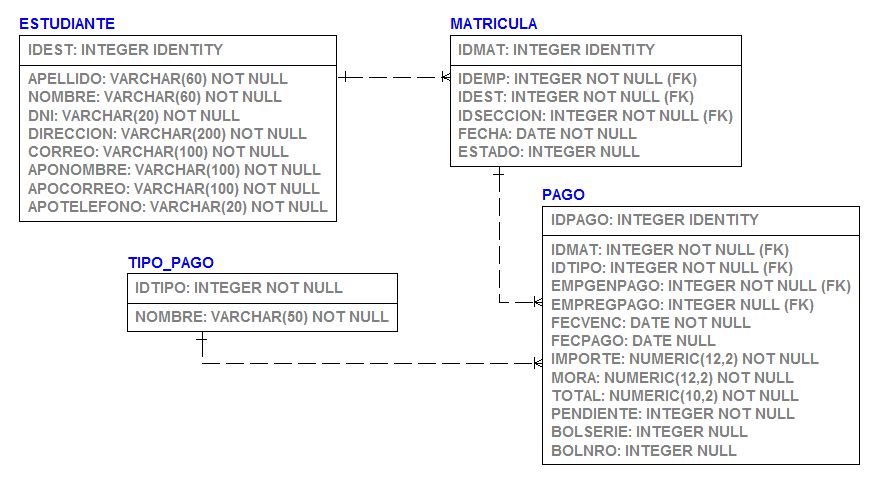 ESTUDIANTE
IDEST: INTEGER IDENTITY
APELLIDO: VARCHAR(60) NOT NULL
NOMBRE: VARCHAR(60) NOT NULL
DNI: VARCHAR(20) NOT NULL
DIRECCION: VARCHAR(200) NOT NULL
CORREO: VARCHAR(100) NOT NULL
APONOMBRE: VARCHAR(100) NOT NULL
APOCORREO: VARCHAR(100) NOT NULL
APOTELEFONO: VARCHAR(20) NOT NULL
MATRICULA
IDMAT: INTEGER IDENTITY
IDEMP: INTEGER NOT NULL (FK)
IDEST: INTEGER NOT NULL (FK)
IDSECCION: INTEGER NOT NULL (FK)
FECHA: DATE NOT NULL
ESTADO: INTEGER NULL
TIPO_PAGO
IDTIPO: INTEGER NOT NULL
NOMBRE: VARCHAR(50) NOT NULL
PAGO
IDPAGO: INTEGER IDENTITY
IDMAT: INTEGER NOT NULL (FK)
IDTIPO: INTEGER NOT NULL (FK)
EMPGENPAGO: INTEGER NOT NULL (FK)
EMPREGPAGO: INTEGER NULL (FK)
FECVENC: DATE NOT NULL
FECPAGO: DATE NULL
IMPORTE: NUMERIC(12,2) NOT NULL
MORA: NUMERIC(12,2) NOT NULL
TOTAL: NUMERIC(10,2) NOT NULL
PENDIENTE: INTEGER NOT NULL
BOLSERIE: INTEGER NULL
BOLNRO: INTEGER NULL